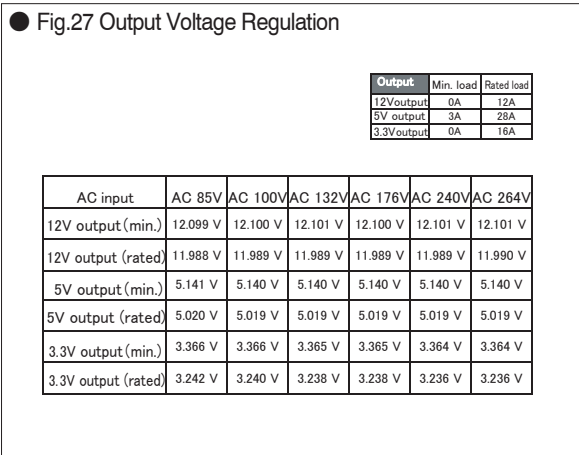 ● Fig.27 Output Voltage Regulation
Output Min. load Rated load
12Voutput 0A 12A
5V output 3A 28A
3.3Voutput 0A 16A
AC input AC 85V AC 100V AC 132V AC 176V AC 240V AC 264V
12V output(min.) 12.099 V 12.100 V 12.101 V 12.100 V 12.101 V 12.101 V
12V output (rated) 11.988 V 11.989 V 11.989 V 11.989 V 11.989 V 11.990 V
5V output(min.) 5.141 V 5.140 V 5.140 V 5.140 V 5.140 V 5.140 V
5V output (rated) 5.020 V 5.019 V 5.019 V 5.019 V 5.019 V 5.019 V
3.3V output(min.) 3.366 V 3.366 V 3.365 V 3.365 V 3.364 V 3.364 V
3.3V output (rated) 3.242 V 3.240 V 3.238 V 3.238 V 3.236 V 3.236 V